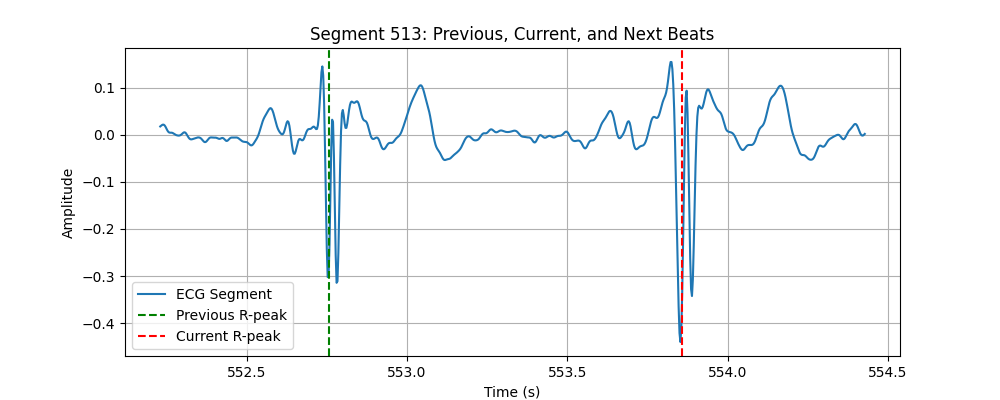 Segment 513: Previous, Current, and Next Beats
Amplitude
0.1
0.0
−0.1
−0.2
−0.3
−0.4
ECG Segment
Previous R-peak
Current R-peak
552.5
553.0
553.5
554.0
554.5
Time (s)